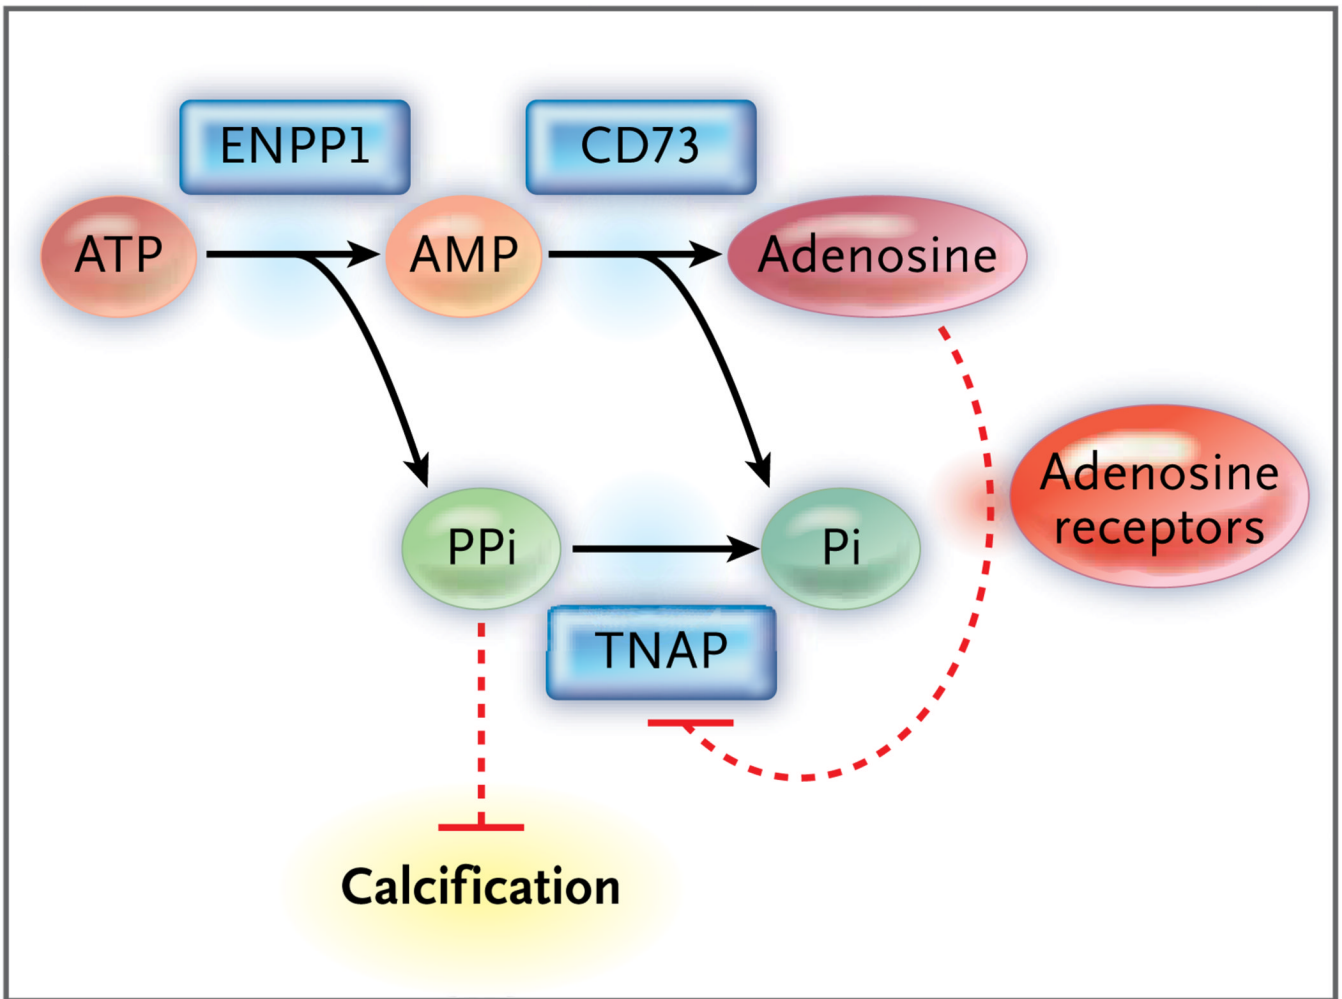 ENPP1
CD73
ATP
AMP
Adenosine
Adenosine
receptors
PPi
Pi
TNAP
Calcification